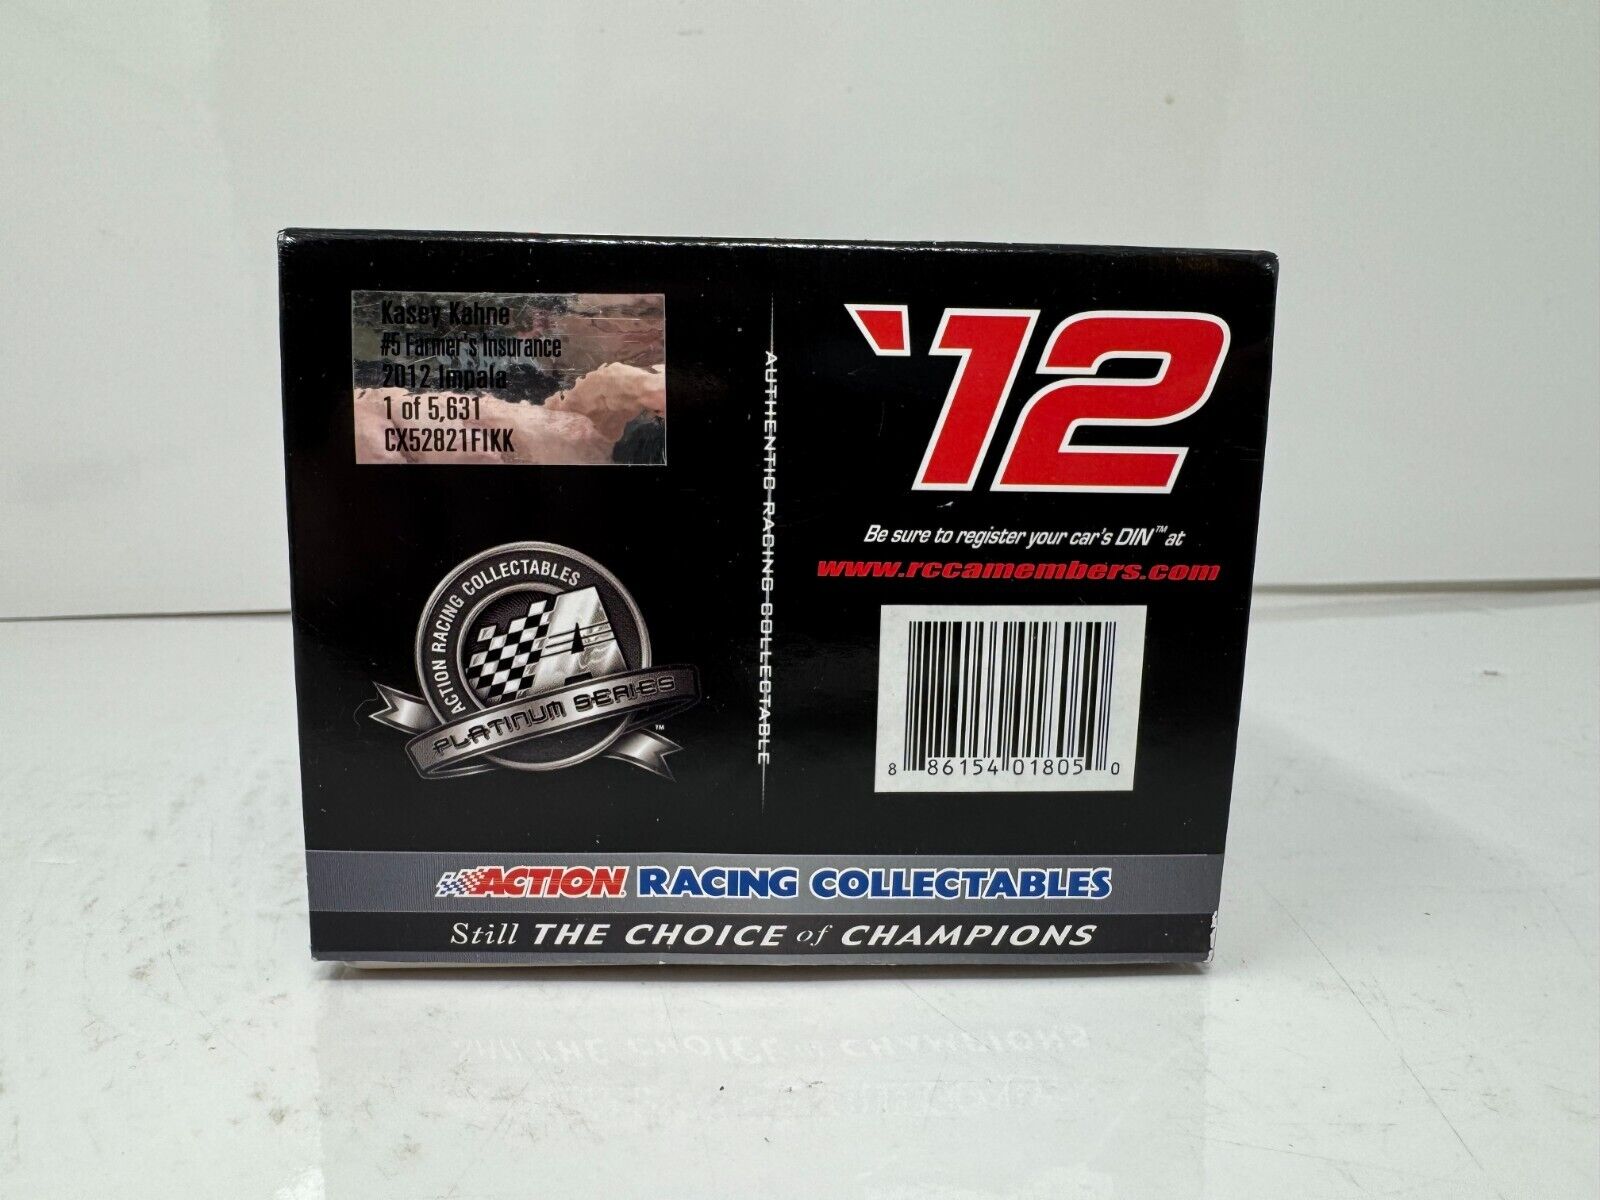 Kasey Kahne
#5 Farmer's Insurance
2012 Impala
1 of 5,631
CX52821FIKK
ACTION RACING COLLECTABLES
A
PLATINUM SERIES
TM
AUTHENTIC RACING COLLECTABLE
'12
Be sure to register your car's DIN™ at
www.rccamembers.com
8 86154 01805 0
ACTION RACING COLLECTABLES
Still THE CHOICE of CHAMPIONS